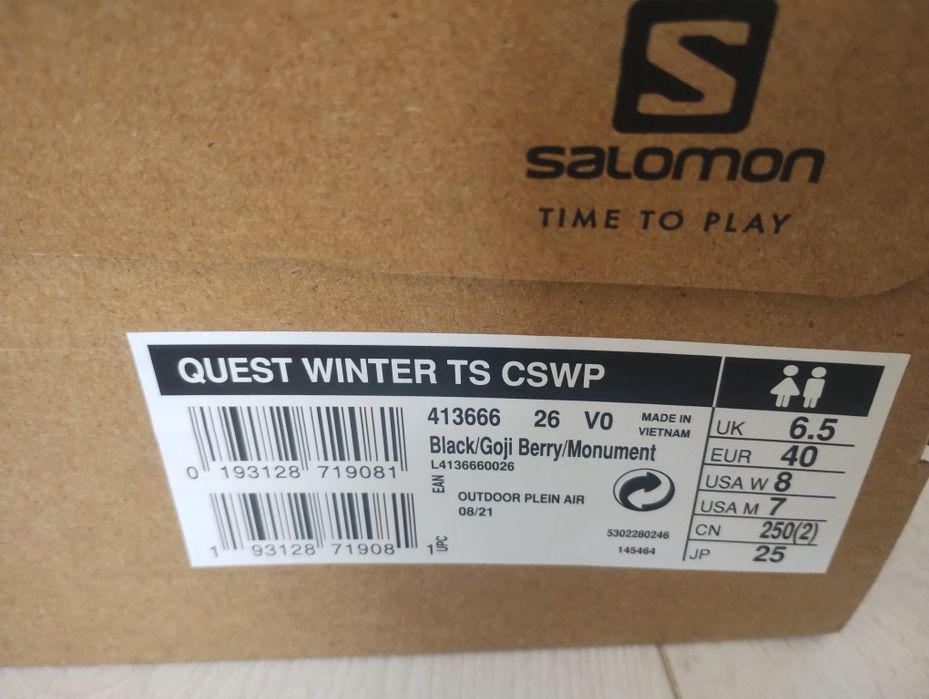 S
SALOMON
TIME TO PLAY
QUEST WINTER TS CSWP
413666 26 V0 MADE IN
VIETNAM
Black/Goji Berry/Monument
L4136660026
0 193128 719081
EAN
OUTDOOR PLEIN AIR
08/21
5302280246
145464
1 93128 71908 1
UPC
UK 6.5
EUR 40
USA W 8
USA M 7
CN 250(2)
JP 25